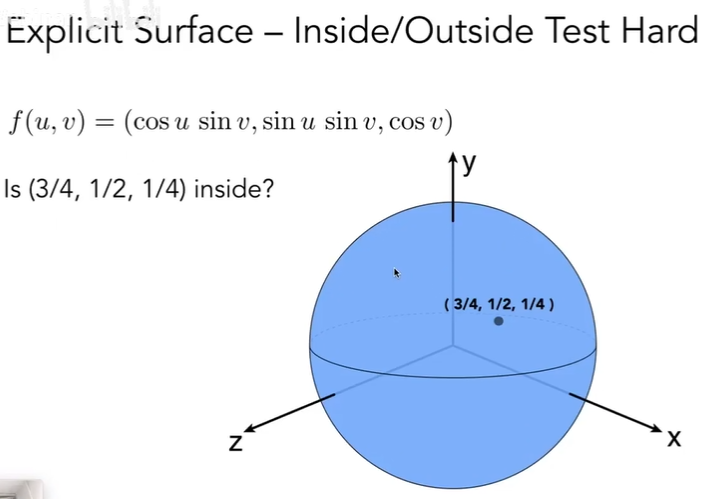 Explicit Surface – Inside/Outside Test Hard
f(u, v) = (cos u sin v, sin u sin v, cos v)
Is (3/4, 1/2, 1/4) inside?
y
( 3/4, 1/2, 1/4 )
z
x